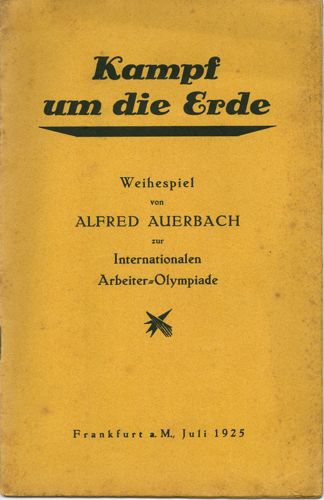 Kampf
um die Erde
Weihespiel
von
ALFRED AUERBACH
zur
Internationalen
Arbeiter=Olympiade
Frankfurt a. M., Juli 1925